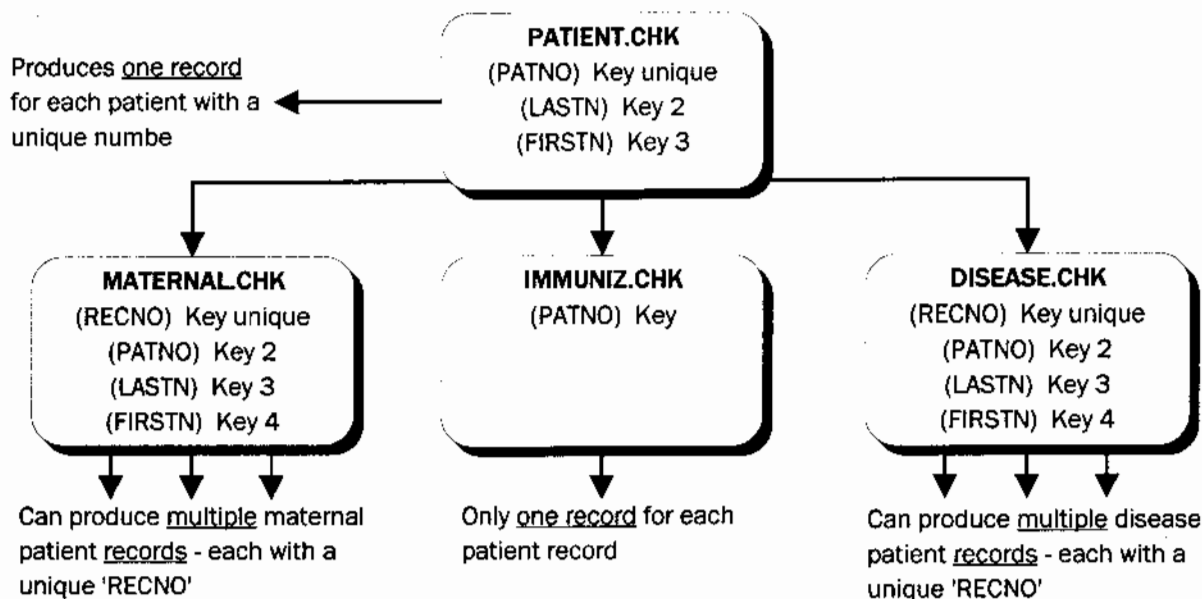 PATIENT.CHK
(PATNO) Key unique
(LASTN) Key 2
(FIRSTN) Key 3
Produces one record
for each patient with a
unique numbe
MATERNAL.CHK
(RECNO) Key unique
(PATNO) Key 2
(LASTN) Key 3
(FIRSTN) Key 4
IMMUNIZ.CHK
(PATNO) Key
DISEASE.CHK
(RECNO) Key unique
(PATNO) Key 2
(LASTN) Key 3
(FIRSTN) Key 4
Can produce multiple maternal
patient records - each with a
unique 'RECNO'
Only one record for each
patient record
Can produce multiple disease
patient records - each with a
unique 'RECNO'